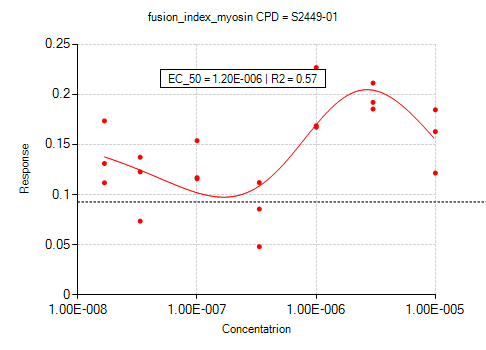 fusion_index_myosin CPD = S2449-01
0.25
EC_50 = 1.20E-006 | R2 = 0.57
0.2
0.15
Response
0.1
0.05
0
1.00E-008 1.00E-007 1.00E-006 1.00E-005
Concentatrion